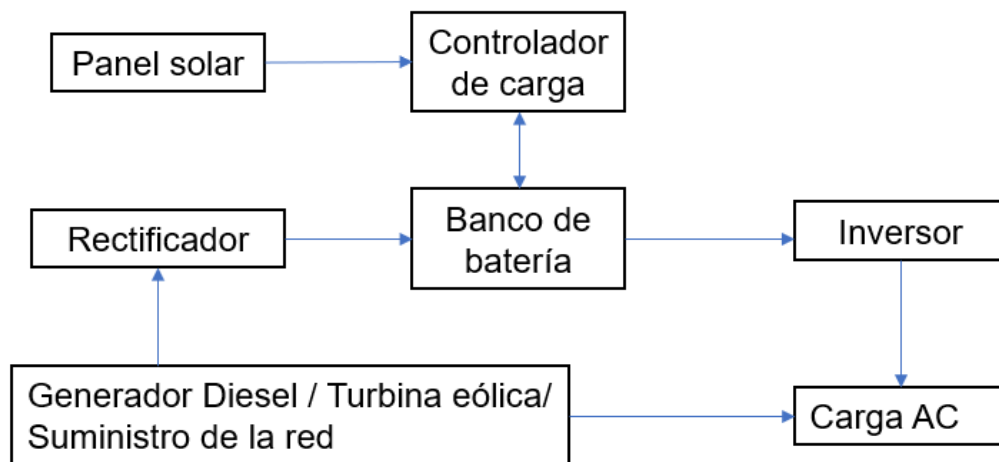 Panel solar
Controlador
de carga
Rectificador
Banco de
batería
Inversor
Generador Diesel / Turbina eólica/
Suministro de la red
Carga AC